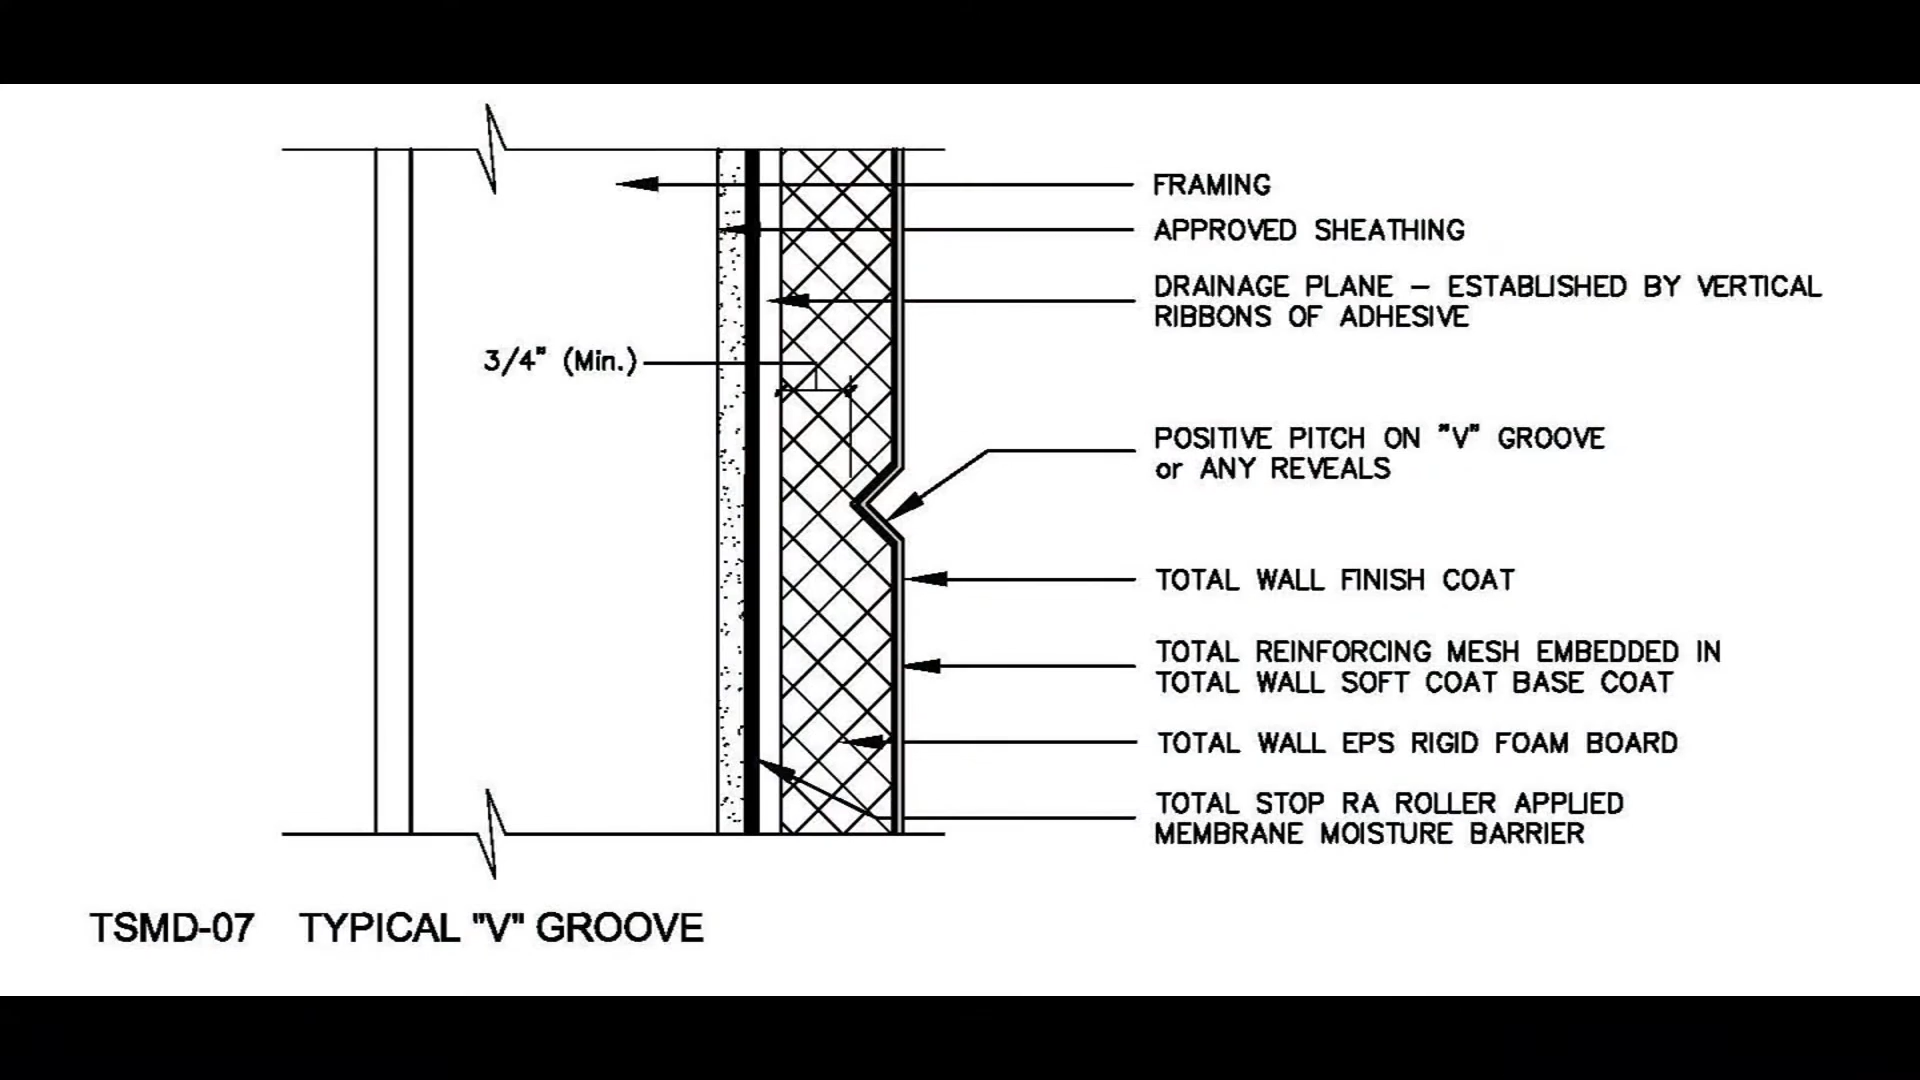 FRAMING
APPROVED SHEATHING
DRAINAGE PLANE – ESTABLISHED BY VERTICAL
RIBBONS OF ADHESIVE
3/4" (Min.)
POSITIVE PITCH ON "V" GROOVE
or ANY REVEALS
TOTAL WALL FINISH COAT
TOTAL REINFORCING MESH EMBEDDED IN
TOTAL WALL SOFT COAT BASE COAT
TOTAL WALL EPS RIGID FOAM BOARD
TOTAL STOP RA ROLLER APPLIED
MEMBRANE MOISTURE BARRIER
TSMD-07 TYPICAL "V" GROOVE